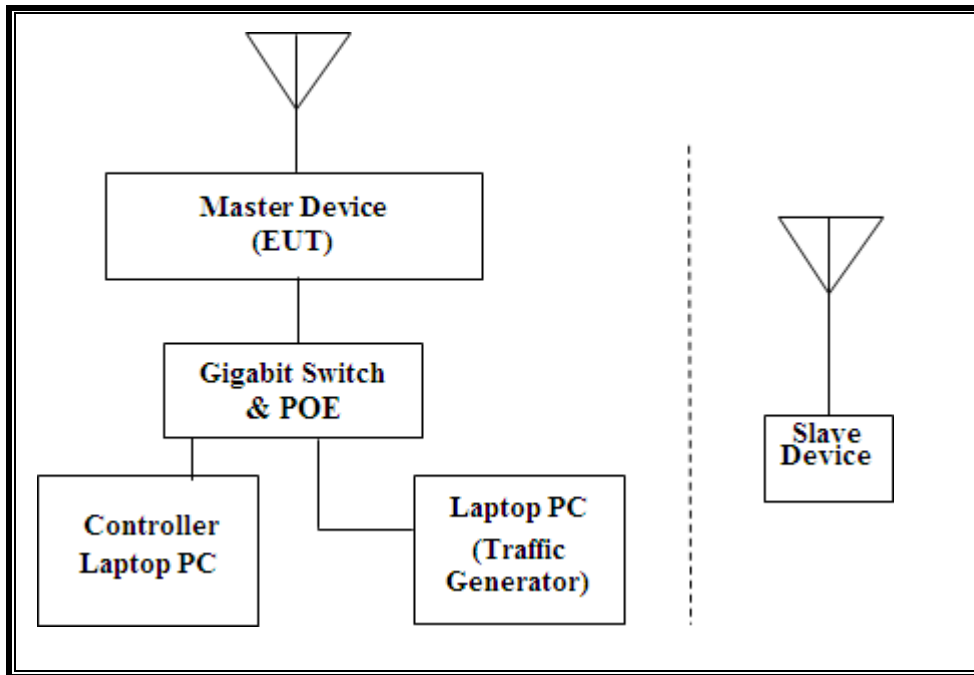 Master Device
(EUT)
Gigabit Switch
& POE
Controller
Laptop PC
Laptop PC
(Traffic
Generator)
Slave
Device